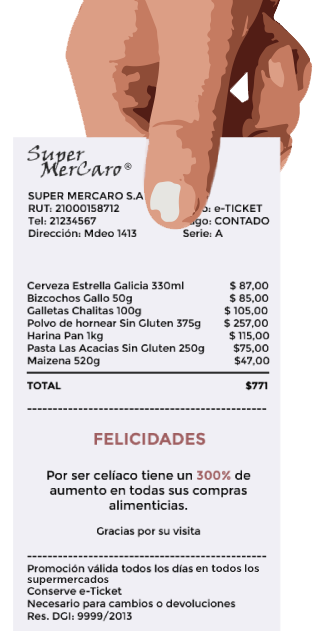 Super
MerCaro®
SUPER MERCARO S.A
RUT: 21000158712 e-TICKET
Tel: 21234567 CONTADO
Dirección: Mdeo 1413 Serie: A
Cerveza Estrella Galicia 330ml $ 87,00
Bizcochos Gallo 50g $ 85,00
Galletas Chalitas 100g $ 105,00
Polvo de hornear Sin Gluten 375g $ 257,00
Harina Pan 1kg $ 115,00
Pasta Las Acacias Sin Gluten 250g $75,00
Maizena 520g $47,00
TOTAL $771
FELICIDADES
Por ser celíaco tiene un 300% de
aumento en todas sus compras
alimenticias.
Gracias por su visita
Promoción válida todos los días en todos los
supermercados
Conserve e-Ticket
Necesario para cambios o devoluciones
Res. DGI: 9999/2013